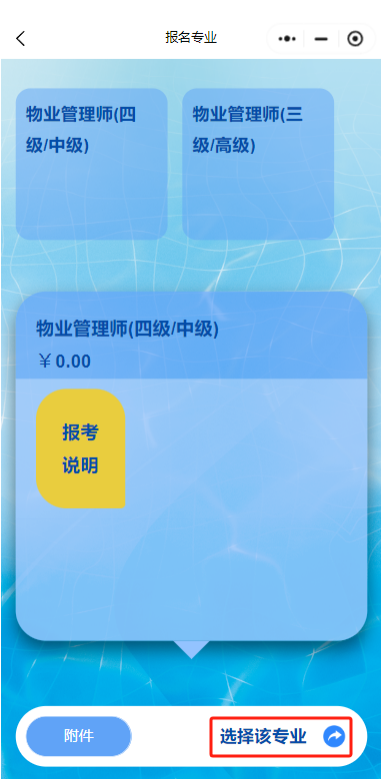 报名专业
物业管理师(四
级/中级)
物业管理师(三
级/高级)
物业管理师(四级/中级)
￥0.00
报考
说明
附件
选择该专业